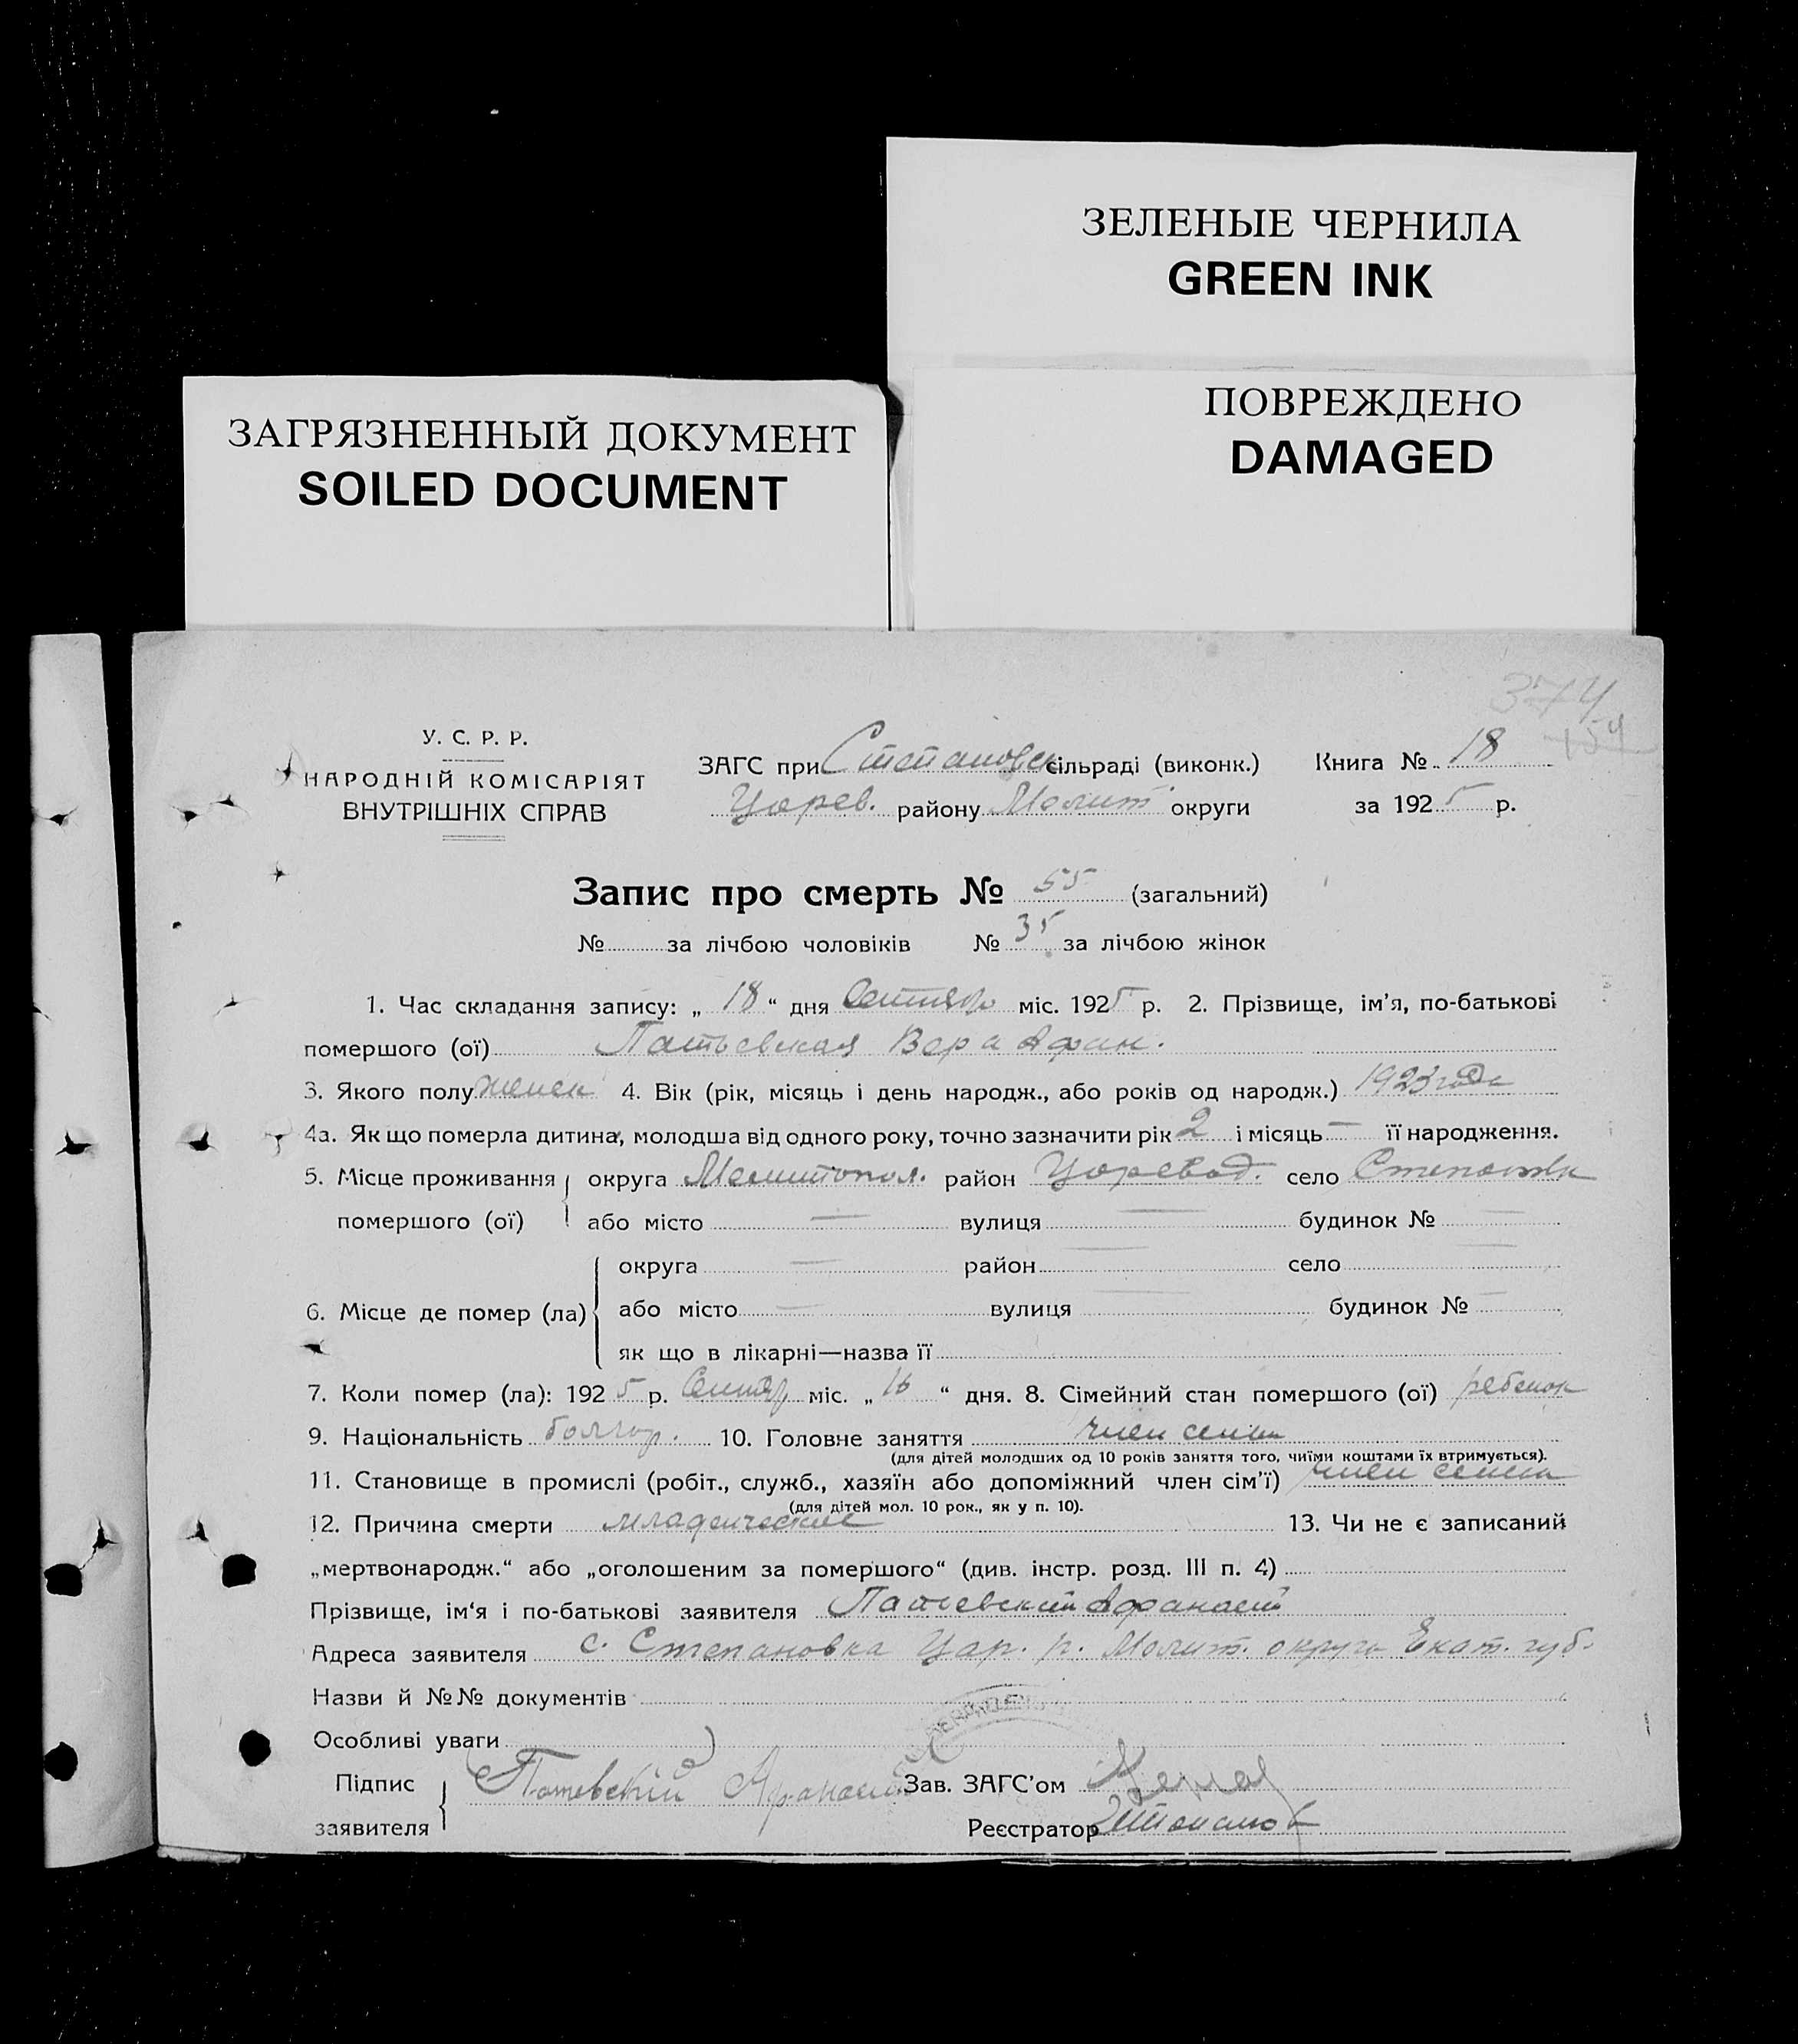 ЗЕЛЕНЫЕ ЧЕРНИЛА
GREEN INK
ЗАГРЯЗНЕННЫЙ ДОКУМЕНТ
SOILED DOCUMENT
ПОВРЕЖДЕНО
DAMAGED
374
У. С. Р. Р.
НАРОДНІЙ КОМІСАРІЯТ
ВНУТРІШНІХ СПРАВ
ЗАГС при Степановск сільраді (виконк.) Книга № 18
Царев. району Мелит округи за 1925 р.
Запис про смерть № 55 (загальний)
№ за лічбою чоловіків № 35 за лічбою жінок
1. Час складання запису: „ 18 “ дня Сентябр міс. 1925 р. 2. Прізвище, ім’я, по-батькові
помершого (ої) Патьевская Вера Афан.
3. Якого полу женск 4. Вік (рік, місяць і день народж., або років од народж.) 1923 года
4а. Як що померла дитина, молодша від одного року, точно зазначити рік 2 і місяць — її народження.
5. Місце проживання помершого (ої) округа Мелитопол. район Царевод. село Степановка
або місто — вулиця — будинок № —
6. Місце де помер (ла) округа — район — село —
або місто — вулиця — будинок № —
як що в лікарні—назва її
7. Коли помер (ла): 1925 р. Сентяб міс. „ 16 “ дня. 8. Сімейний стан помершого (ої) ребенок
9. Національність болгар. 10. Головне заняття член семьи
(для дітей молодших од 10 років заняття того, чиїми коштами їх втримується).
11. Становище в промислі (робіт., служб., хазяїн або допоміжний член сім’ї) член семьи
(для дітей мол. 10 рок., як у п. 10).
12. Причина смерти младенческие 13. Чи не є записаний
„мертвонародж.“ або „оголошеним за помершого“ (див. інстр. розд. III п. 4)
Прізвище, ім‘я і по-батькові заявителя Патьевский Афанасий
Адреса заявителя с. Степановка Цар. р. Мелит. округа Екат. губ.
Назви й №№ документів
Особливі уваги
Підпис заявителя Патевский Афанасий Зав. ЗАГС’ом
Реєстратор